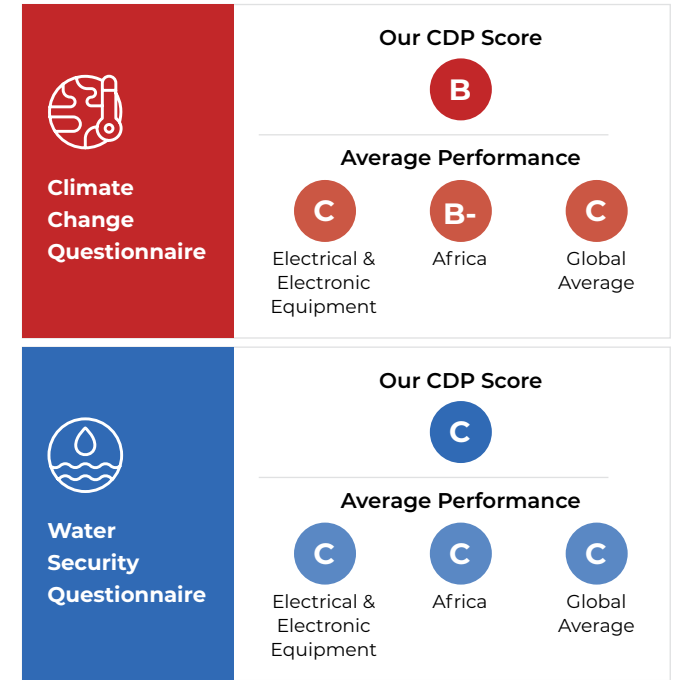 Climate
Change
Questionnaire
Our CDP Score
B
Average Performance
C
B-
C
Electrical &
Electronic
Equipment
Africa
Global
Average
Water
Security
Questionnaire
Our CDP Score
C
Average Performance
C
C
C
Electrical &
Electronic
Equipment
Africa
Global
Average